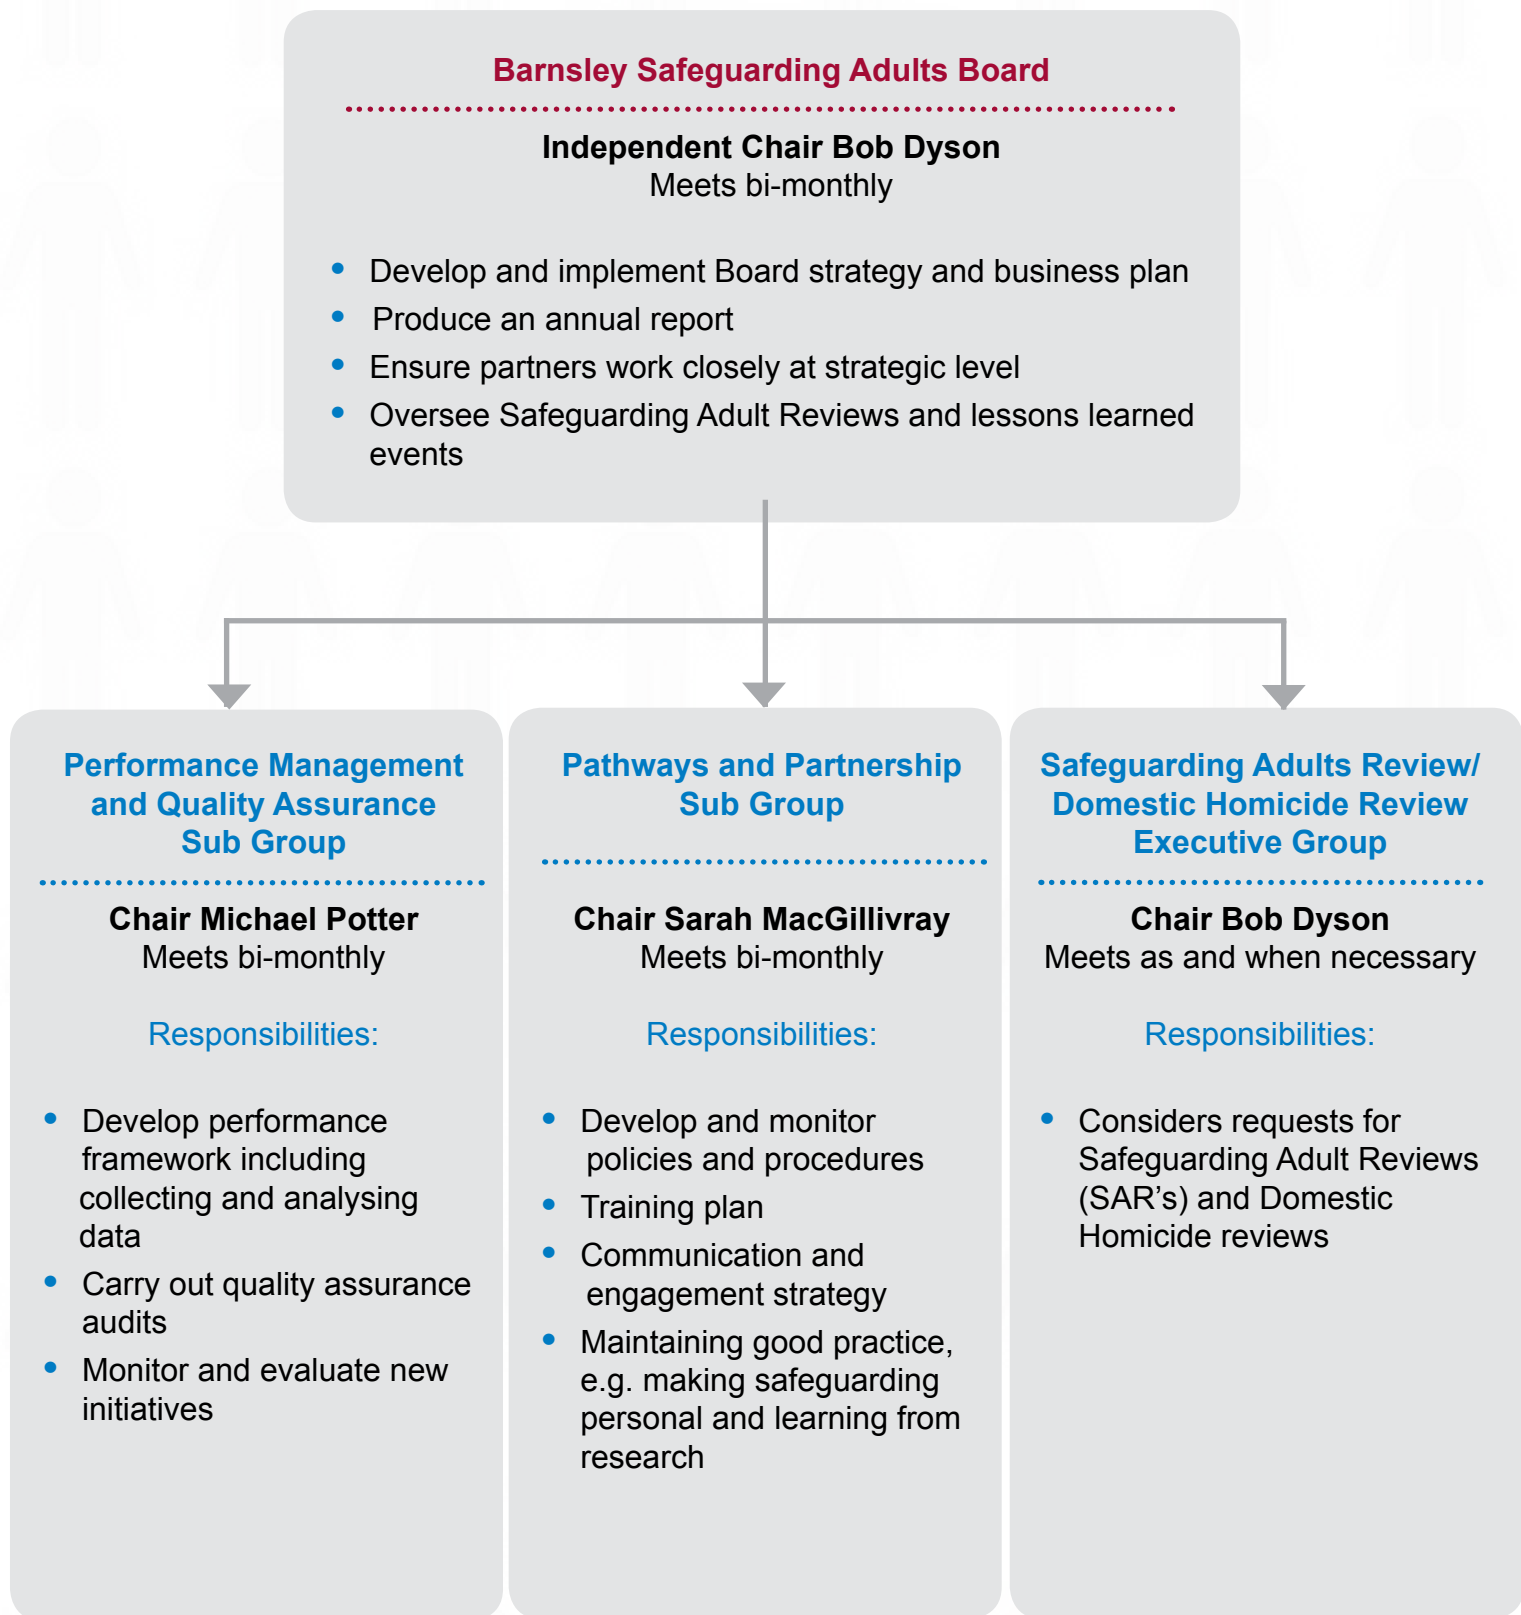 Barnsley Safeguarding Adults Board
Independent Chair Bob Dyson
Meets bi-monthly
• Develop and implement Board strategy and business plan
• Produce an annual report
• Ensure partners work closely at strategic level
• Oversee Safeguarding Adult Reviews and lessons learned
events
Performance Management
and Quality Assurance
Sub Group
Chair Michael Potter
Meets bi-monthly
Responsibilities:
• Develop performance
framework including
collecting and analysing
data
• Carry out quality assurance
audits
• Monitor and evaluate new
initiatives
Pathways and Partnership
Sub Group
Chair Sarah MacGillivray
Meets bi-monthly
Responsibilities:
• Develop and monitor
policies and procedures
• Training plan
• Communication and
engagement strategy
• Maintaining good practice,
e.g. making safeguarding
personal and learning from
research
Safeguarding Adults Review/
Domestic Homicide Review
Executive Group
Chair Bob Dyson
Meets as and when necessary
Responsibilities:
• Considers requests for
Safeguarding Adult Reviews
(SAR's) and Domestic
Homicide reviews